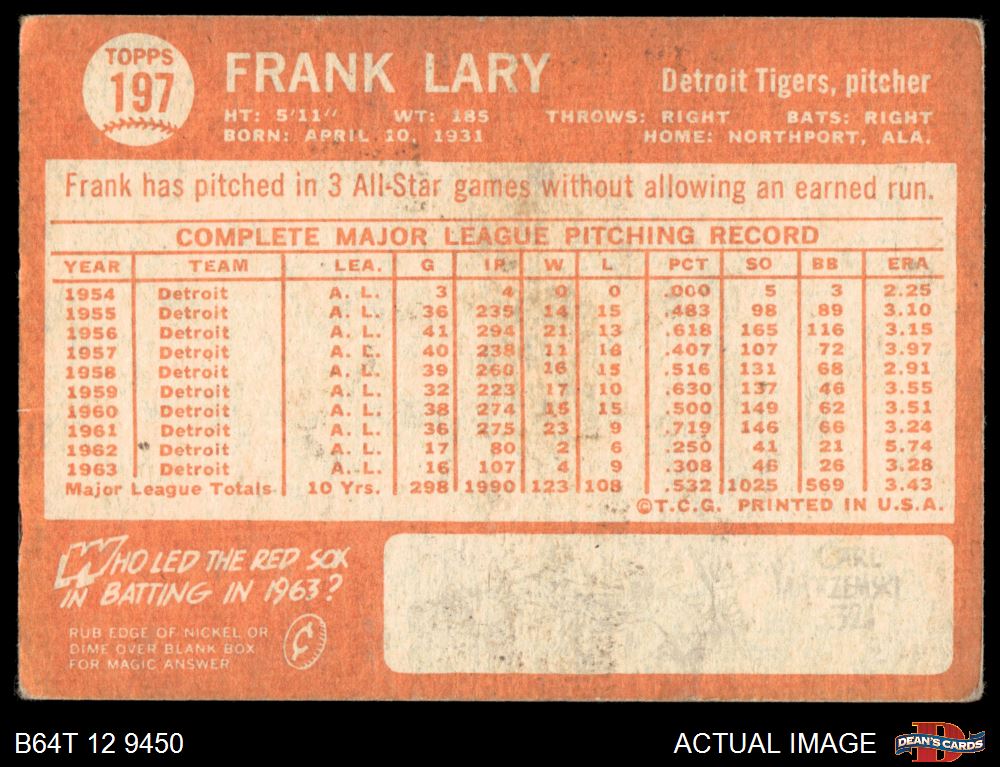 TOPPS
197
FRANK LARY
Detroit Tigers, pitcher
HT: 5'11" WT: 185 THROWS: RIGHT BATS: RIGHT
BORN: APRIL 10, 1931 HOME: NORTHPORT, ALA.
Frank has pitched in 3 All-Star games without allowing an earned run.
COMPLETE MAJOR LEAGUE PITCHING RECORD
YEAR TEAM LEA. G IP W L PCT SO BB ERA
1954 Detroit A. L. 3 4 0 0 .000 5 3 2.25
1955 Detroit A. L. 36 235 14 15 .483 98 89 3.10
1956 Detroit A. L. 41 294 21 13 .618 165 116 3.15
1957 Detroit A. L. 40 238 11 16 .407 107 72 3.97
1958 Detroit A. L. 39 260 16 15 .516 131 68 2.91
1959 Detroit A. L. 32 223 17 10 .630 137 46 3.55
1960 Detroit A. L. 38 274 15 15 .500 149 62 3.51
1961 Detroit A. L. 36 275 23 9 .719 146 66 3.24
1962 Detroit A. L. 17 80 2 6 .250 41 21 5.74
1963 Detroit A. L. 16 107 4 9 .308 46 26 3.28
Major League Totals 10 Yrs. 298 1990 123 108 .532 1025 569 3.43
©T.C.G. PRINTED IN U.S.A.
WHO LED THE RED SOX
IN BATTING IN 1963?
RUB EDGE OF NICKEL OR
DIME OVER BLANK BOX
FOR MAGIC ANSWER
¢
CARL
B64T 12 9450
ACTUAL IMAGE
DEAN'S CARDS